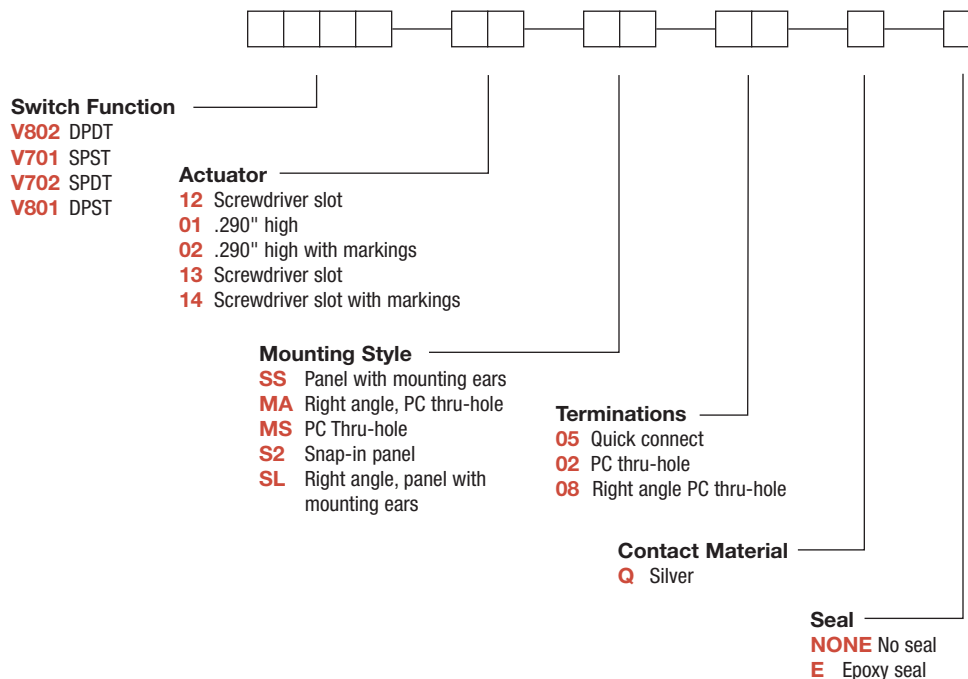 Switch Function
V802 DPDT
V701 SPST
V702 SPDT
V801 DPST
Actuator
12 Screwdriver slot
01 .290" high
02 .290" high with markings
13 Screwdriver slot
14 Screwdriver slot with markings
Mounting Style
SS Panel with mounting ears
MA Right angle, PC thru-hole
MS PC Thru-hole
S2 Snap-in panel
SL Right angle, panel with
mounting ears
Terminations
05 Quick connect
02 PC thru-hole
08 Right angle PC thru-hole
Contact Material
Q Silver
Seal
NONE No seal
E Epoxy seal